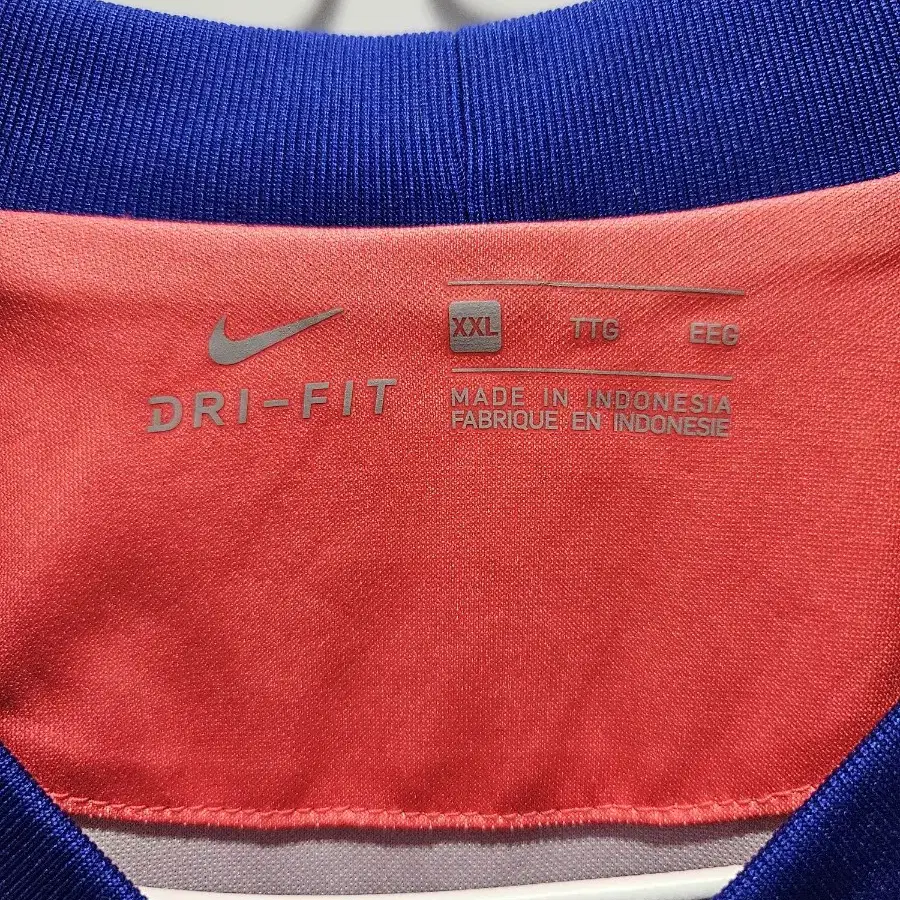 DRI-FIT
XXL TTG EEG
MADE IN INDONESIA
FABRIQUE EN INDONESIE